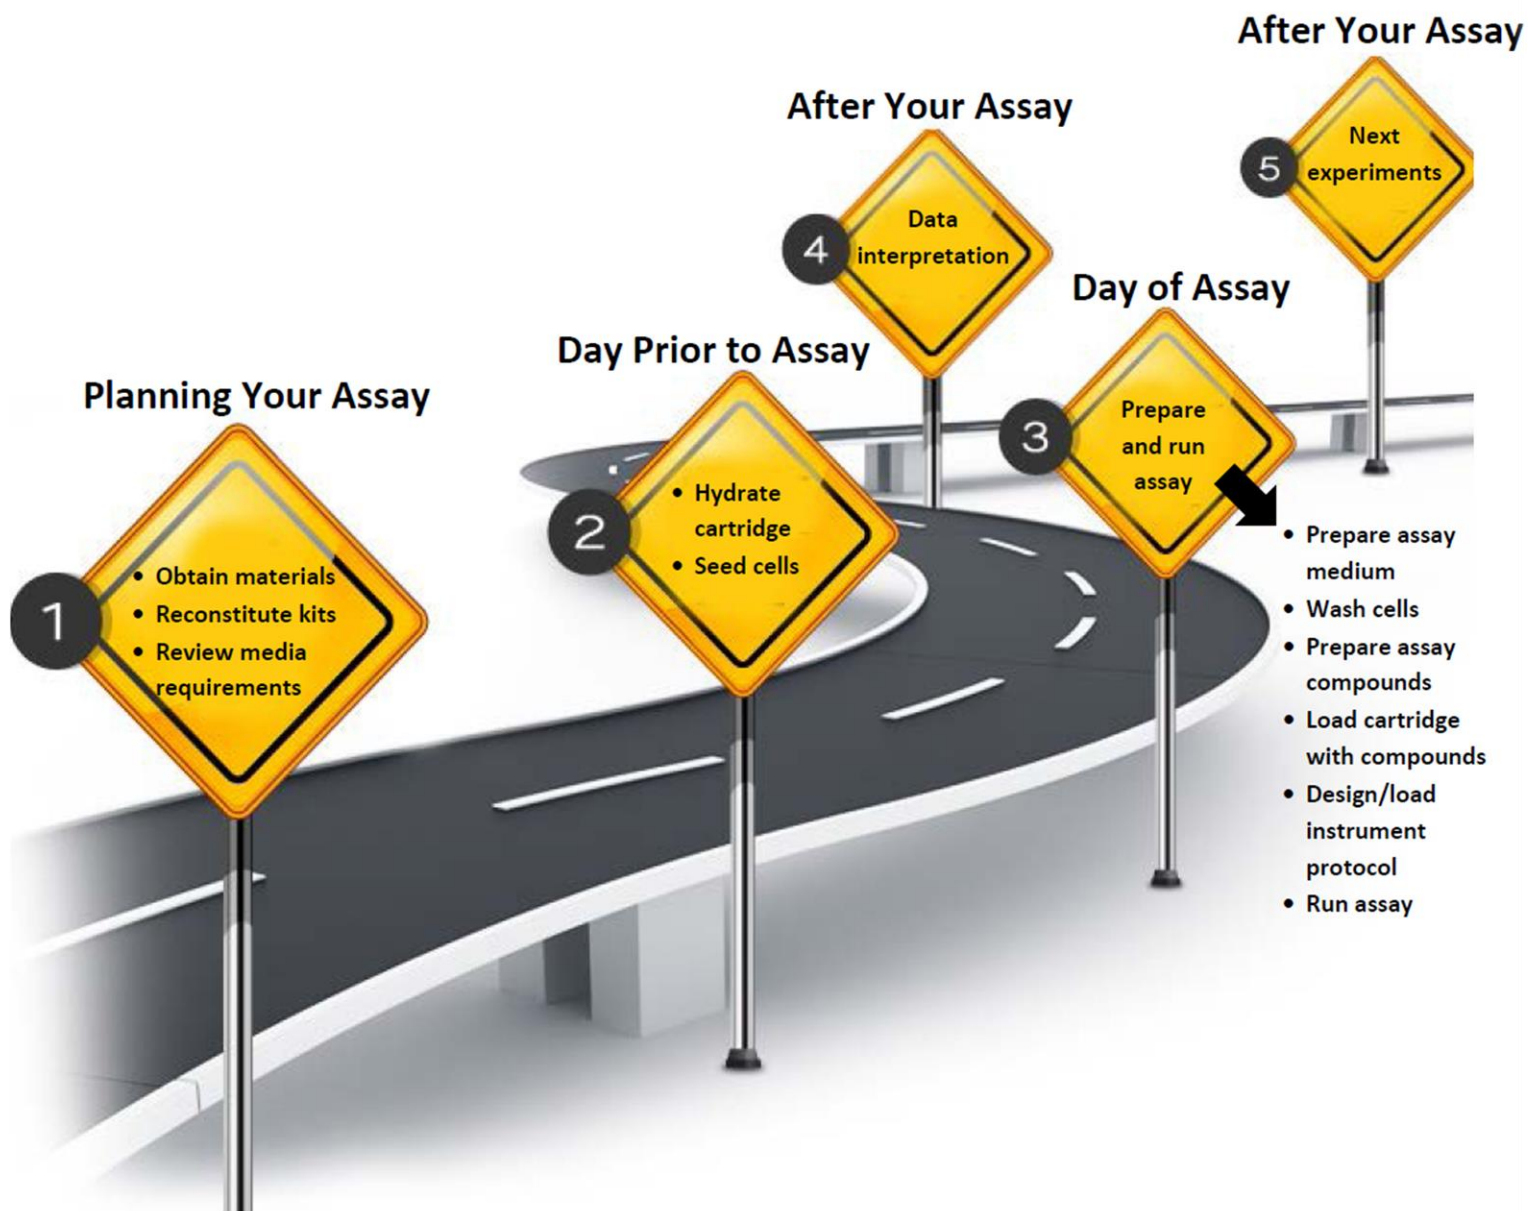 Planning Your Assay
1
• Obtain materials
• Reconstitute kits
• Review media
requirements
Day Prior to Assay
2
• Hydrate
cartridge
• Seed cells
Day of Assay
3
Prepare
and run
assay
• Prepare assay
medium
• Wash cells
• Prepare assay
compounds
• Load cartridge
with compounds
• Design/load
instrument
protocol
• Run assay
After Your Assay
4
Data
interpretation
After Your Assay
5
Next
experiments